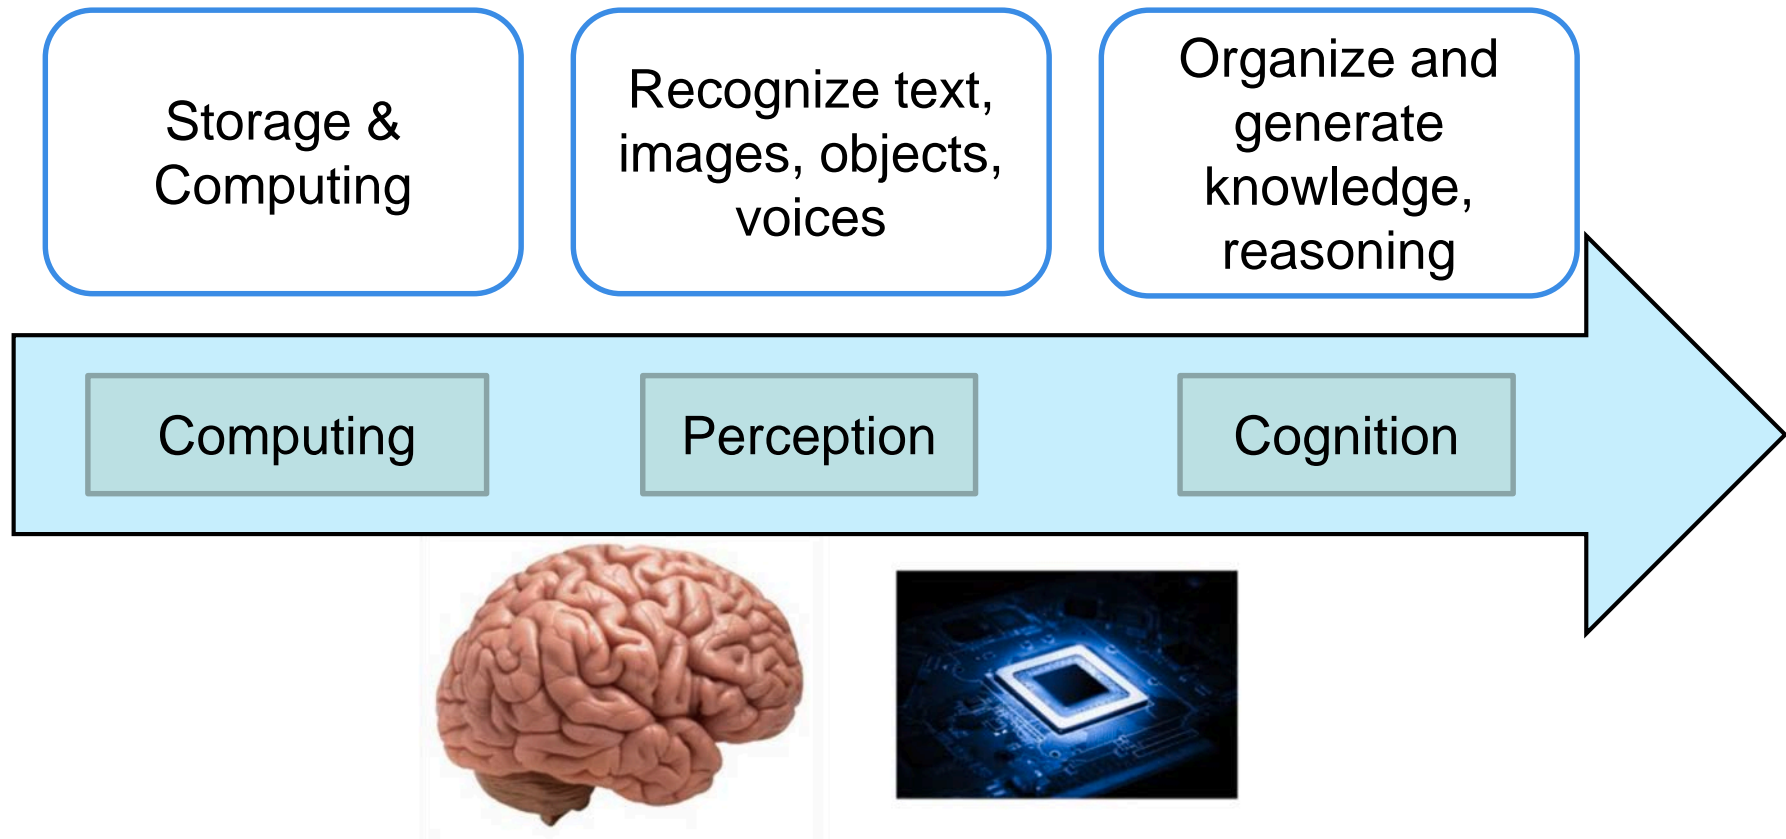 Storage &
Computing
Recognize text,
images, objects,
voices
Organize and
generate
knowledge,
reasoning
Computing
Perception
Cognition